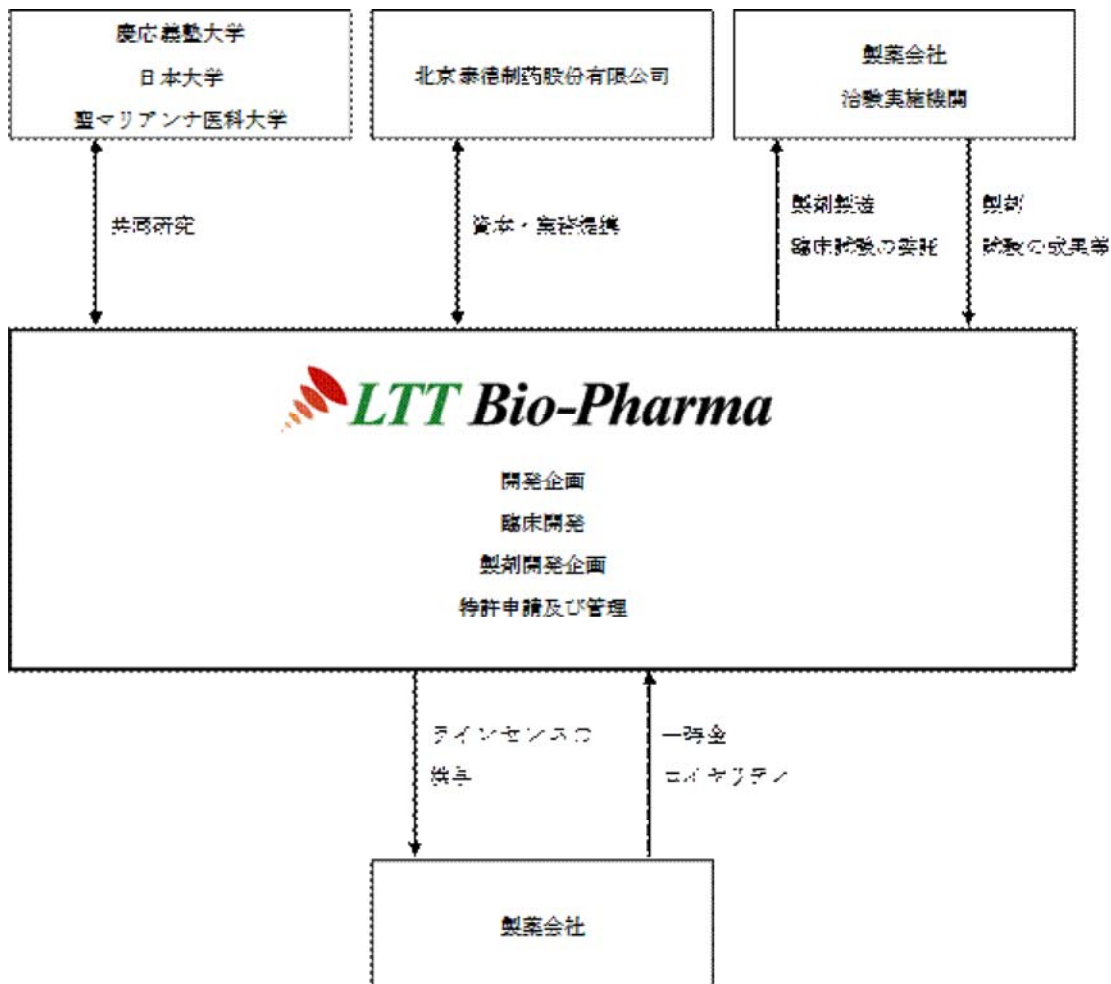 慶応義塾大学
日本大学
聖マリアンナ医科大学
北京泰德制药股份有限公司
製薬会社
治験実施機関
共同研究
資本・業務提携
製剤製造
臨床試験の委託
製剤
試験の成果等
LTT Bio-Pharma
開発企画
臨床開発
製剤開発企画
特許申請及び管理
ラインセンスの
供与
一時金
ロイヤリティ
製薬会社